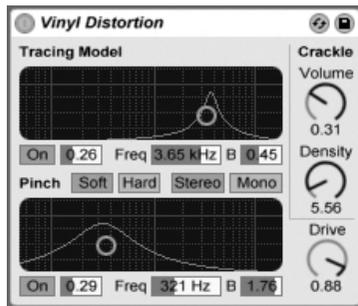 Vinyl Distortion
Tracing Model
On 0.26 Freq 3.65 kHz B 0.45
Pinch Soft Hard Stereo Mono
On 0.29 Freq 321 Hz B 1.76
Crackle
Volume
0.31
Density
5.56
Drive
0.88